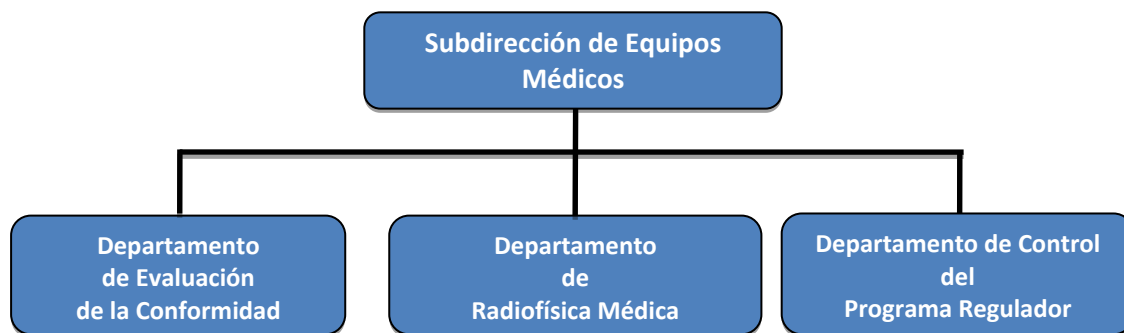 Subdirección de Equipos
Médicos
Departamento
de Evaluación
de la Conformidad
Departamento
de
Radiofísica Médica
Departamento de Control
del
Programa Regulador